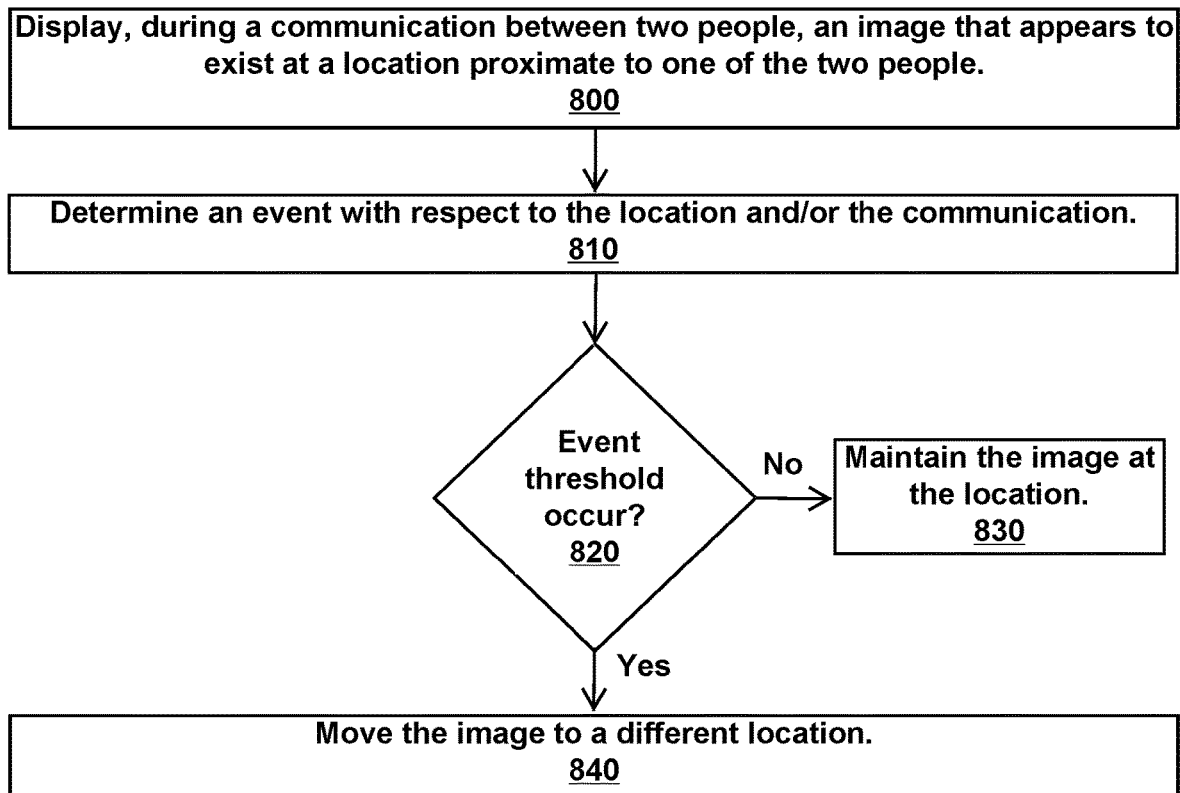 Display, during a communication between two people, an image that appears to
exist at a location proximate to one of the two people.
800
Determine an event with respect to the location and/or the communication.
810
Event
threshold
occur?
820
No
Maintain the image at
the location.
830
Yes
Move the image to a different location.
840